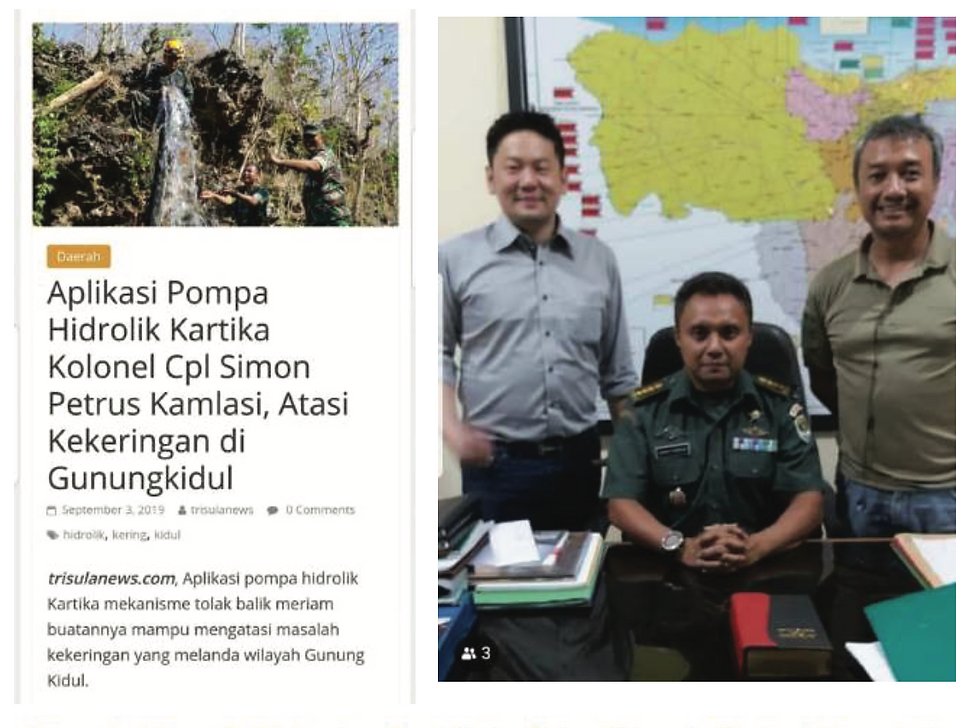 Daerah
Aplikasi Pompa
Hidrolik Kartika
Kolonel Cpl Simon
Petrus Kamlasi, Atasi
Kekeringan di
Gunungkidul
September 3, 2019 trisulanews 0 Comments
hidrolik, kering, kidul
trisulanews.com, Aplikasi pompa hidrolik
Kartika mekanisme tolak balik meriam
buatannya mampu mengatasi masalah
kekeringan yang melanda wilayah Gunung
Kidul.
3